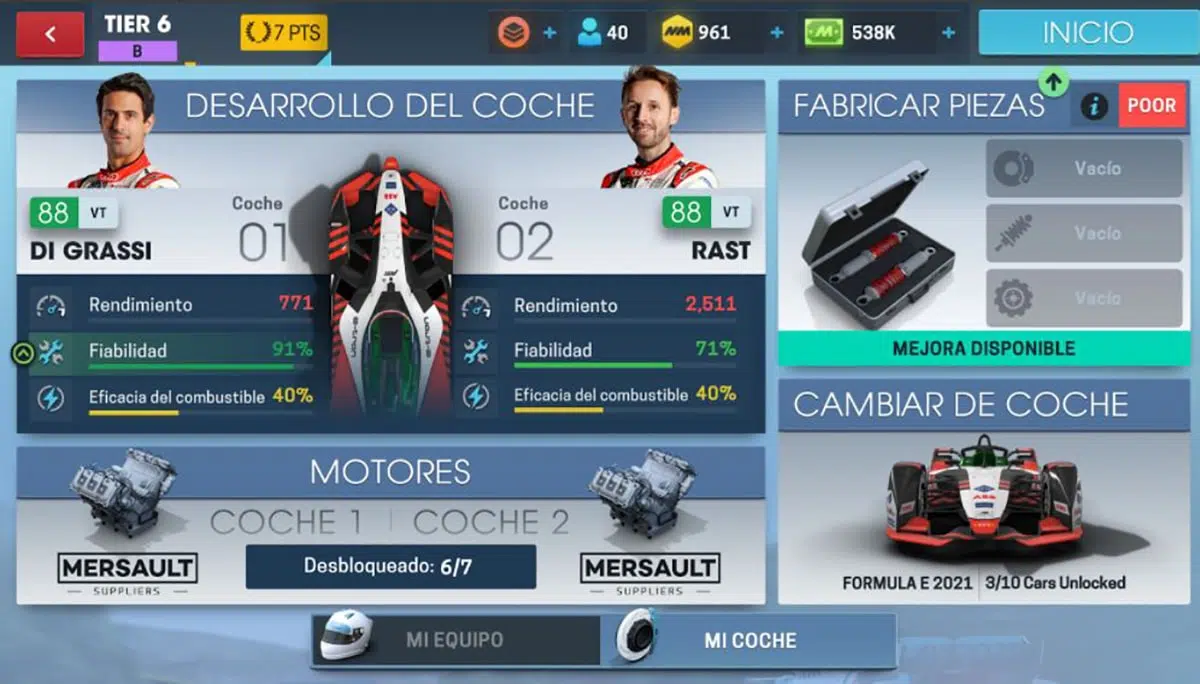 TIER 6
B
7 PTS
40
961
538K
INICIO
DESARROLLO DEL COCHE
88 VT
DI GRASSI
Coche
01
Coche
02
88 VT
RAST
Rendimiento 771
Fiabilidad 91%
Eficacia del combustible 40%
Rendimiento 2,511
Fiabilidad 71%
Eficacia del combustible 40%
MOTORES
COCHE 1 | COCHE 2
MERSAULT
SUPPLIERS
Desbloqueado: 6/7
MERSAULT
SUPPLIERS
FABRICAR PIEZAS
i
POOR
Vacío
Vacío
Vacío
MEJORA DISPONIBLE
CAMBIAR DE COCHE
FORMULA E 2021 | 3/10 Cars Unlocked
MI EQUIPO
MI COCHE